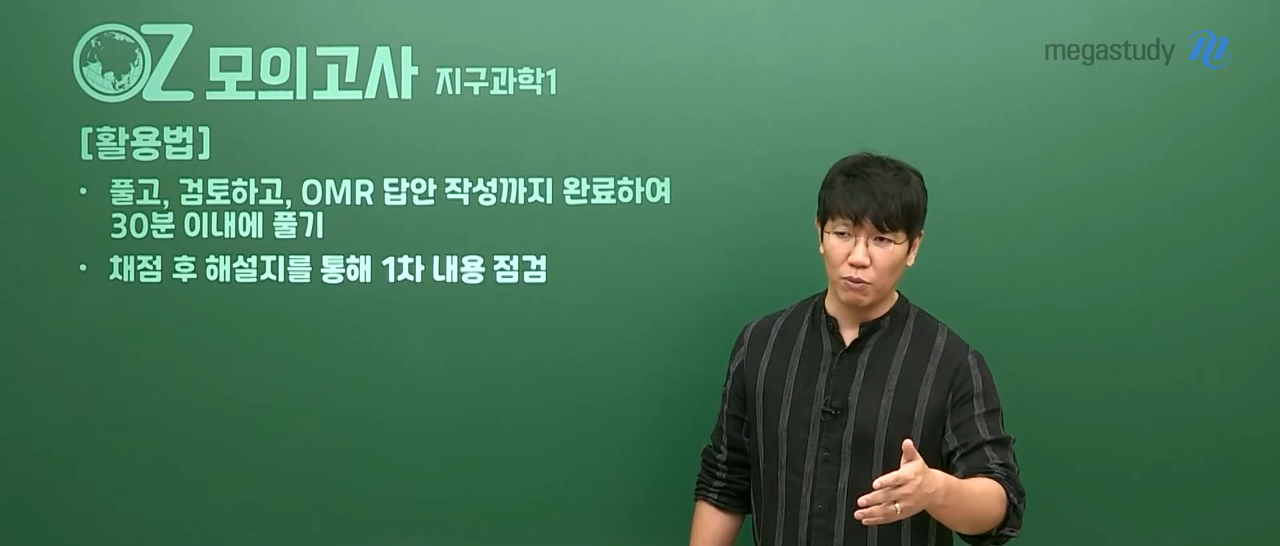 OZ 모의고사 지구과학1
megastudy
[활용법]
• 풀고, 검토하고, OMR 답안 작성까지 완료하여
30분 이내에 풀기
• 채점 후 해설지를 통해 1차 내용 점검